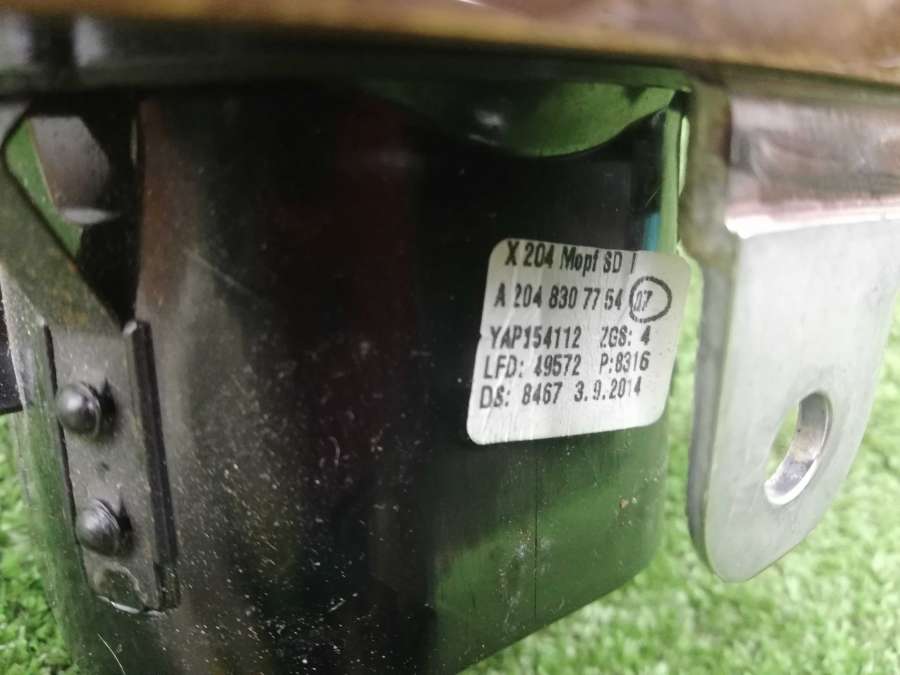 X 204 Mopf SD I
A 204 830 77 54 07
YAP154112 ZGS: 4
LFD: 49572 P:8316
DS: 8467 3.9.2014